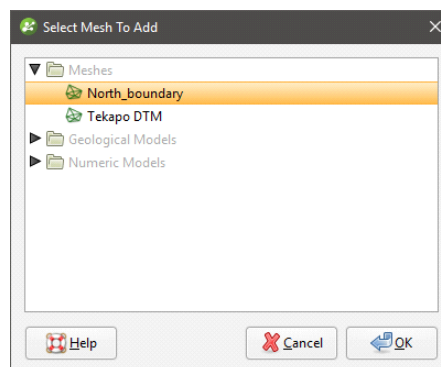 Select Mesh To Add
Meshes
North_boundary
Tekapo DTM
Geological Models
Numeric Models
Help
Cancel
OK